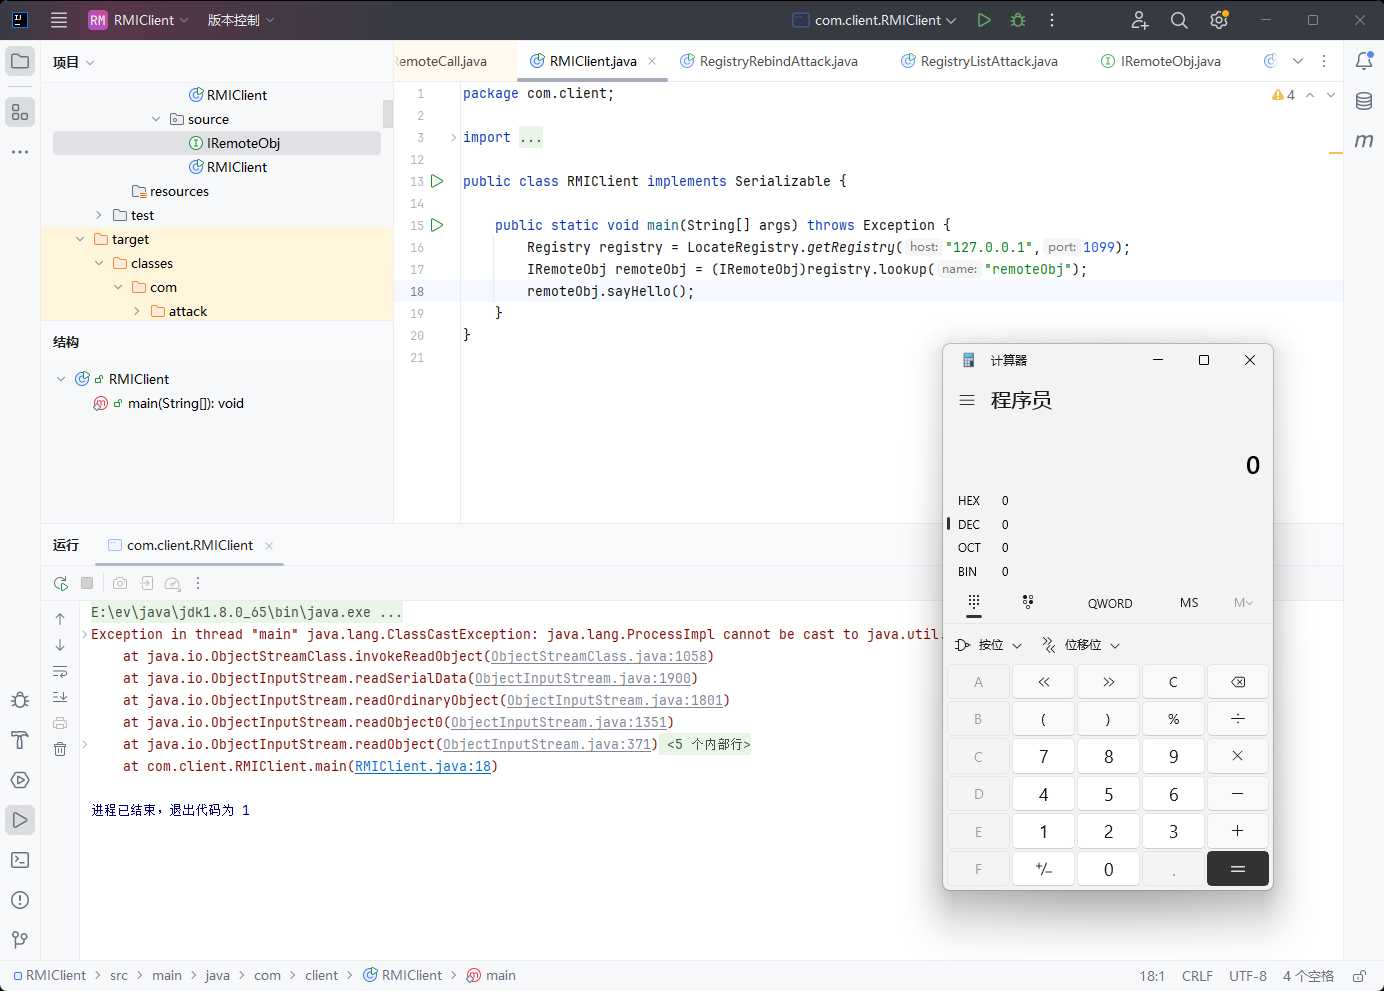 RM RMIClient 版本控制 com.client.RMIClient
项目
RMIClient
source
IRemoteObj
RMIClient
resources
test
target
classes
com
attack
结构
RMIClient
main(String[]): void
emoteCall.java RMIClient.java RegistryRebindAttack.java RegistryListAttack.java IRemoteObj.java
4
1 package com.client;
2
3 import ...
12
13 public class RMIClient implements Serializable {
14
15 public static void main(String[] args) throws Exception {
16 Registry registry = LocateRegistry.getRegistry( host: "127.0.0.1", port: 1099);
17 IRemoteObj remoteObj = (IRemoteObj)registry.lookup( name: "remoteObj");
18 remoteObj.sayHello();
19 }
20 }
21
m
运行 com.client.RMIClient
E:\ev\java\jdk1.8.0_65\bin\java.exe ...
Exception in thread "main" java.lang.ClassCastException: java.lang.ProcessImpl cannot be cast to java.util.
at java.io.ObjectStreamClass.invokeReadObject(ObjectStreamClass.java:1058)
at java.io.ObjectInputStream.readSerialData(ObjectInputStream.java:1900)
at java.io.ObjectInputStream.readOrdinaryObject(ObjectInputStream.java:1801)
at java.io.ObjectInputStream.readObject0(ObjectInputStream.java:1351)
at java.io.ObjectInputStream.readObject(ObjectInputStream.java:371) <5 个内部行>
at com.client.RMIClient.main(RMIClient.java:18)
进程已结束，退出代码为 1
计算器
程序员
0
HEX 0
DEC 0
OCT 0
BIN 0
QWORD MS M
按位 位移位
A << >> C
B ( ) % ÷
C 7 8 9 ×
D 4 5 6 −
E 1 2 3 +
F +/− 0 . =
RMIClient > src > main > java > com > client > RMIClient > main
18:1 CRLF UTF-8 4 个空格